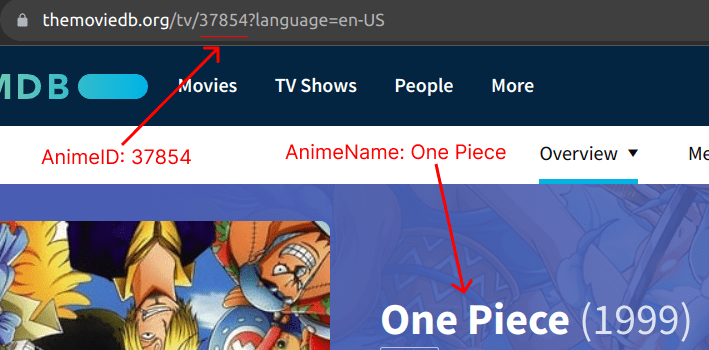 themoviedb.org/tv/37854?language=en-US
MDB Movies TV Shows People More
AnimeID: 37854 AnimeName: One Piece Overview Me
One Piece (1999)